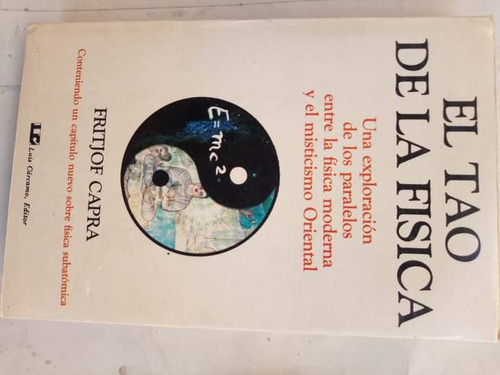 EL TAO
DE LA FISICA
Una exploración
de los paralelos
entre la física moderna
y el misticismo Oriental
E=mc²
FRITJOF CAPRA
Conteniendo un capítulo nuevo sobre física subatómica
Luis Cárcamo, Editor